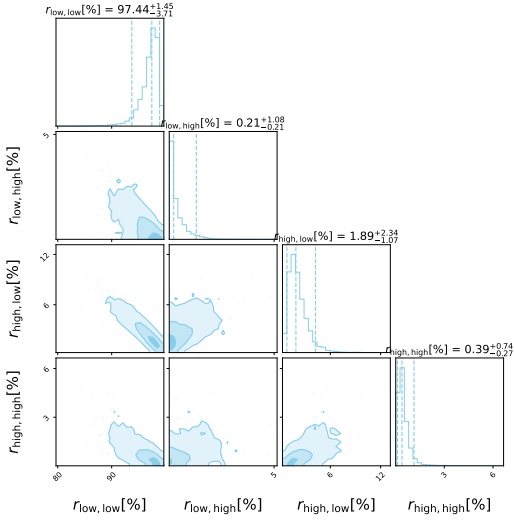 r_low,low[%] = 97.44^{+1.45}_{-3.71}
r_low,high[%] = 0.21^{+1.08}_{-0.21}
5
r_low,high[%]
r_high,low[%] = 1.89^{+2.34}_{-1.07}
12
6
r_high,low[%]
r_high,high[%] = 0.39^{+0.74}_{-0.27}
6
3
r_high,high[%]
80 90 5 6 12 3 6
r_low,low[%] r_low,high[%] r_high,low[%] r_high,high[%]